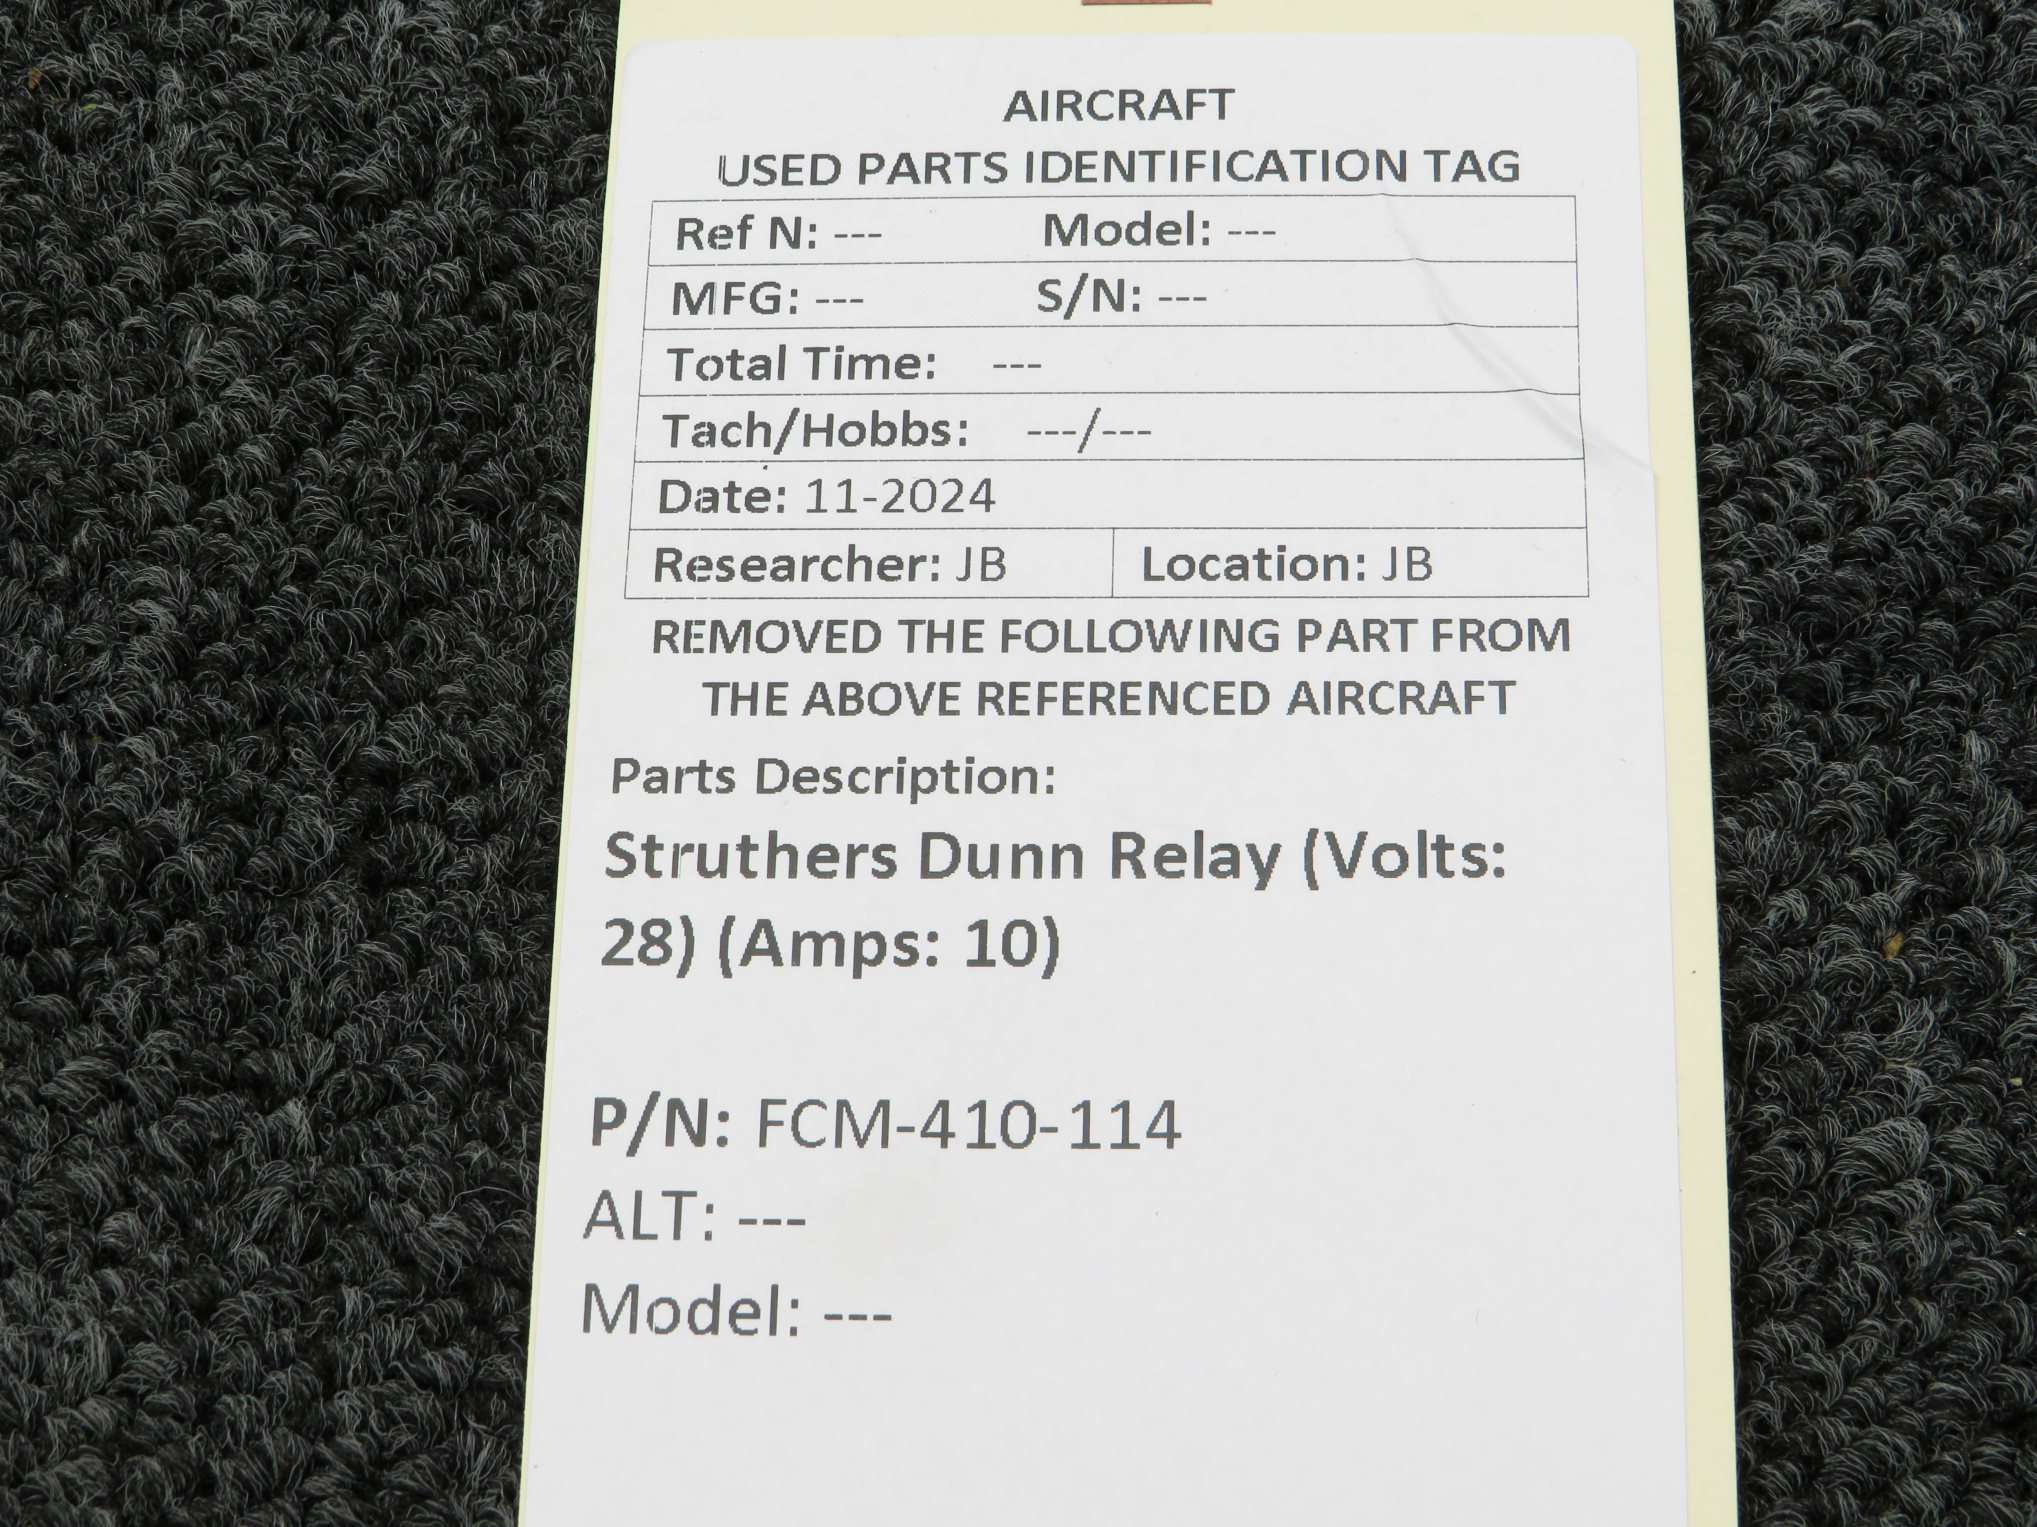 AIRCRAFT
USED PARTS IDENTIFICATION TAG
Ref N: --- Model: ---
MFG: --- S/N: ---
Total Time: ---
Tach/Hobbs: ---/---
Date: 11-2024
Researcher: JB Location: JB
REMOVED THE FOLLOWING PART FROM
THE ABOVE REFERENCED AIRCRAFT
Parts Description:
Struthers Dunn Relay (Volts:
28) (Amps: 10)
P/N: FCM-410-114
ALT: ---
Model: ---